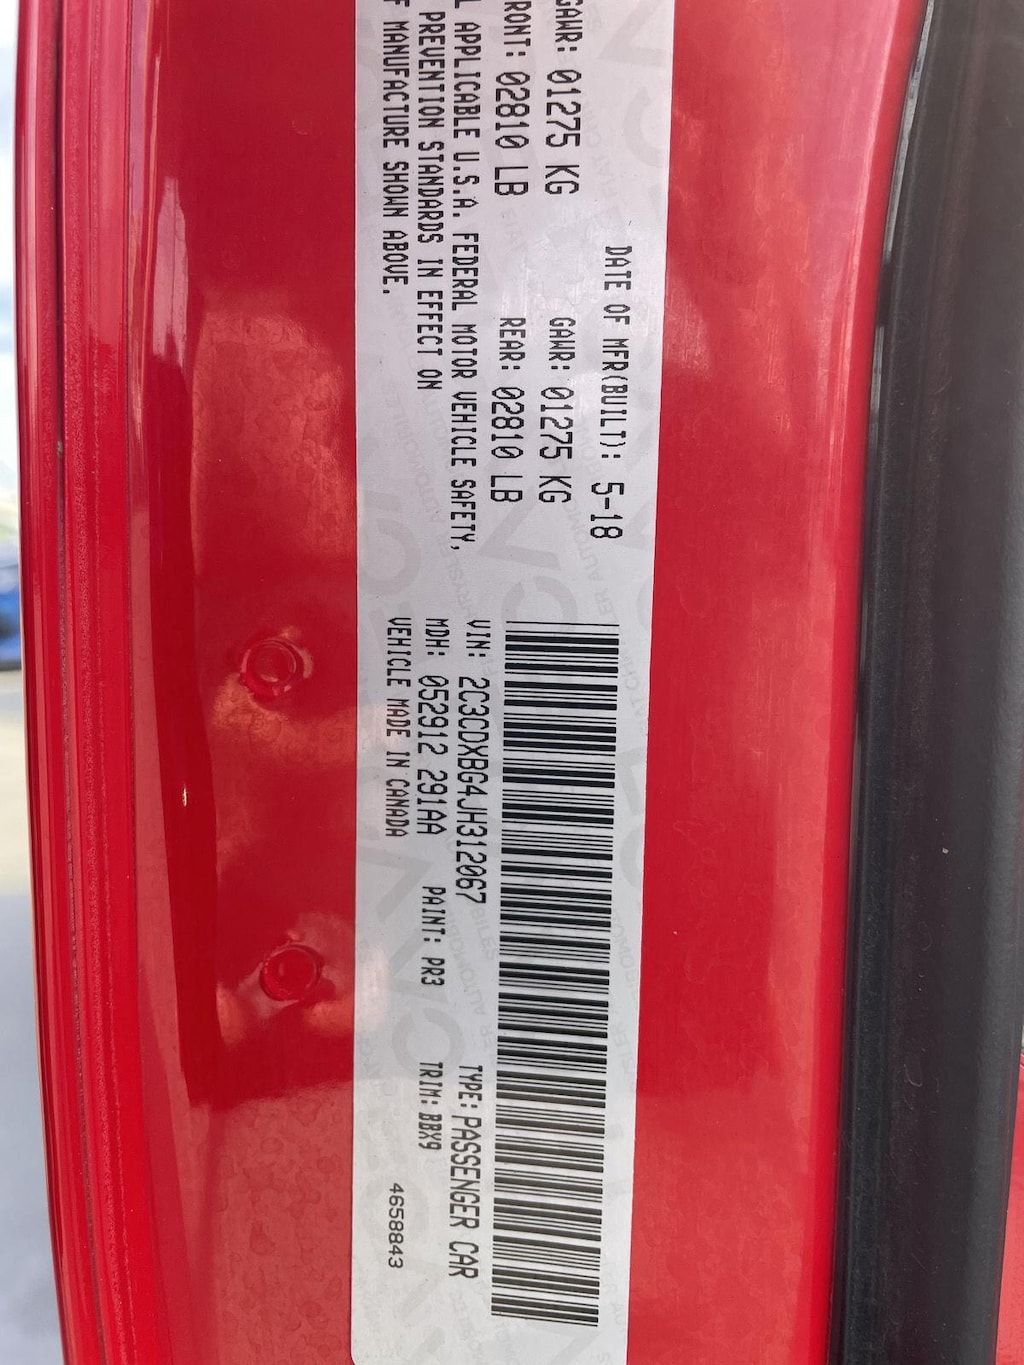 DATE OF MFR(BUILT): 5-18
GAWR: 01275 KG GAWR: 01275 KG
RONT: 02810 LB REAR: 02810 LB
APPLICABLE U.S.A. FEDERAL MOTOR VEHICLE SAFETY,
PREVENTION STANDARDS IN EFFECT ON
F MANUFACTURE SHOWN ABOVE.
VIN: 2C3CDXBG4JH312067 TYPE: PASSENGER CAR
MDH: 052912 291AA PAINT: PR3 TRIM: BBX9
VEHICLE MADE IN CANADA 4658843